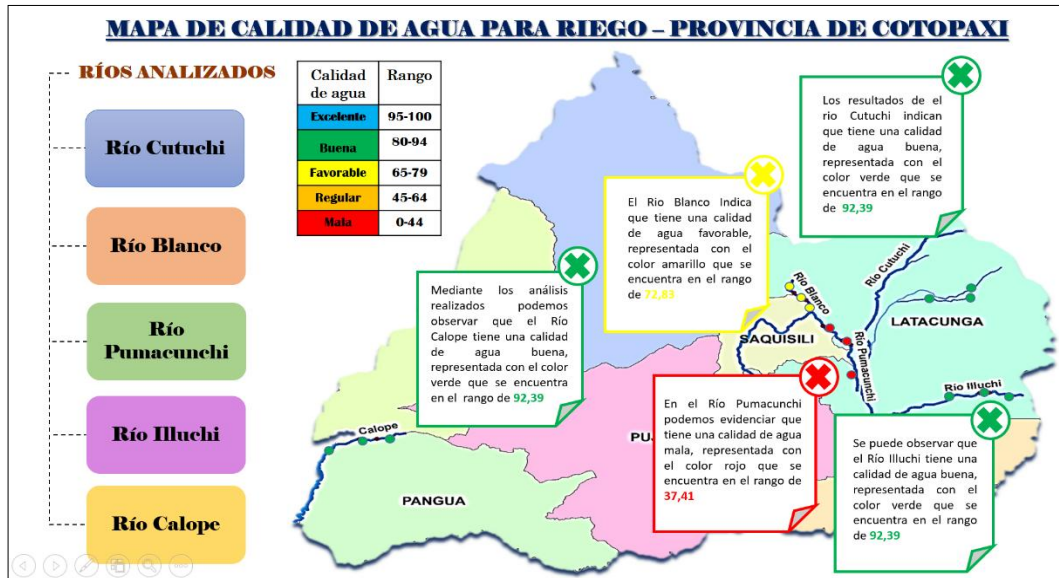 MAPA DE CALIDAD DE AGUA PARA RIEGO – PROVINCIA DE COTOPAXI
RÍOS ANALIZADOS
Río Cutuchi
Río Blanco
Río
Pumacunchi
Río Illuchi
Río Calope
Calidad de agua Rango
Excelente 95-100
Buena 80-94
Favorable 65-79
Regular 45-64
Mala 0-44
Los resultados de el
rio Cutuchi indican
que tiene una calidad
de agua buena,
representada con el
color verde que se
encuentra en el rango
de 92,39
El Rio Blanco Indica
que tiene una calidad
de agua favorable,
representada con el
color amarillo que se
encuentra en el rango
de 72,83
Mediante los análisis
realizados podemos
observar que el Río
Calope tiene una calidad
de agua buena,
representada con el color
verde que se encuentra
en el rango de 92,39
En el Río Pumacunchi
podemos evidenciar que
tiene una calidad de agua
mala, representada con
el color rojo que se
encuentra en el rango de
37,41
Se puede observar que
el Río Illuchi tiene una
calidad de agua buena,
representada con el
color verde que se
encuentra en el rango
de 92,39
Río Cutuchi
Río Blanco
LATACUNGA
SAQUISILI
Río Pumacunchi
Río Illuchi
Calope
PUJ
PANGUA